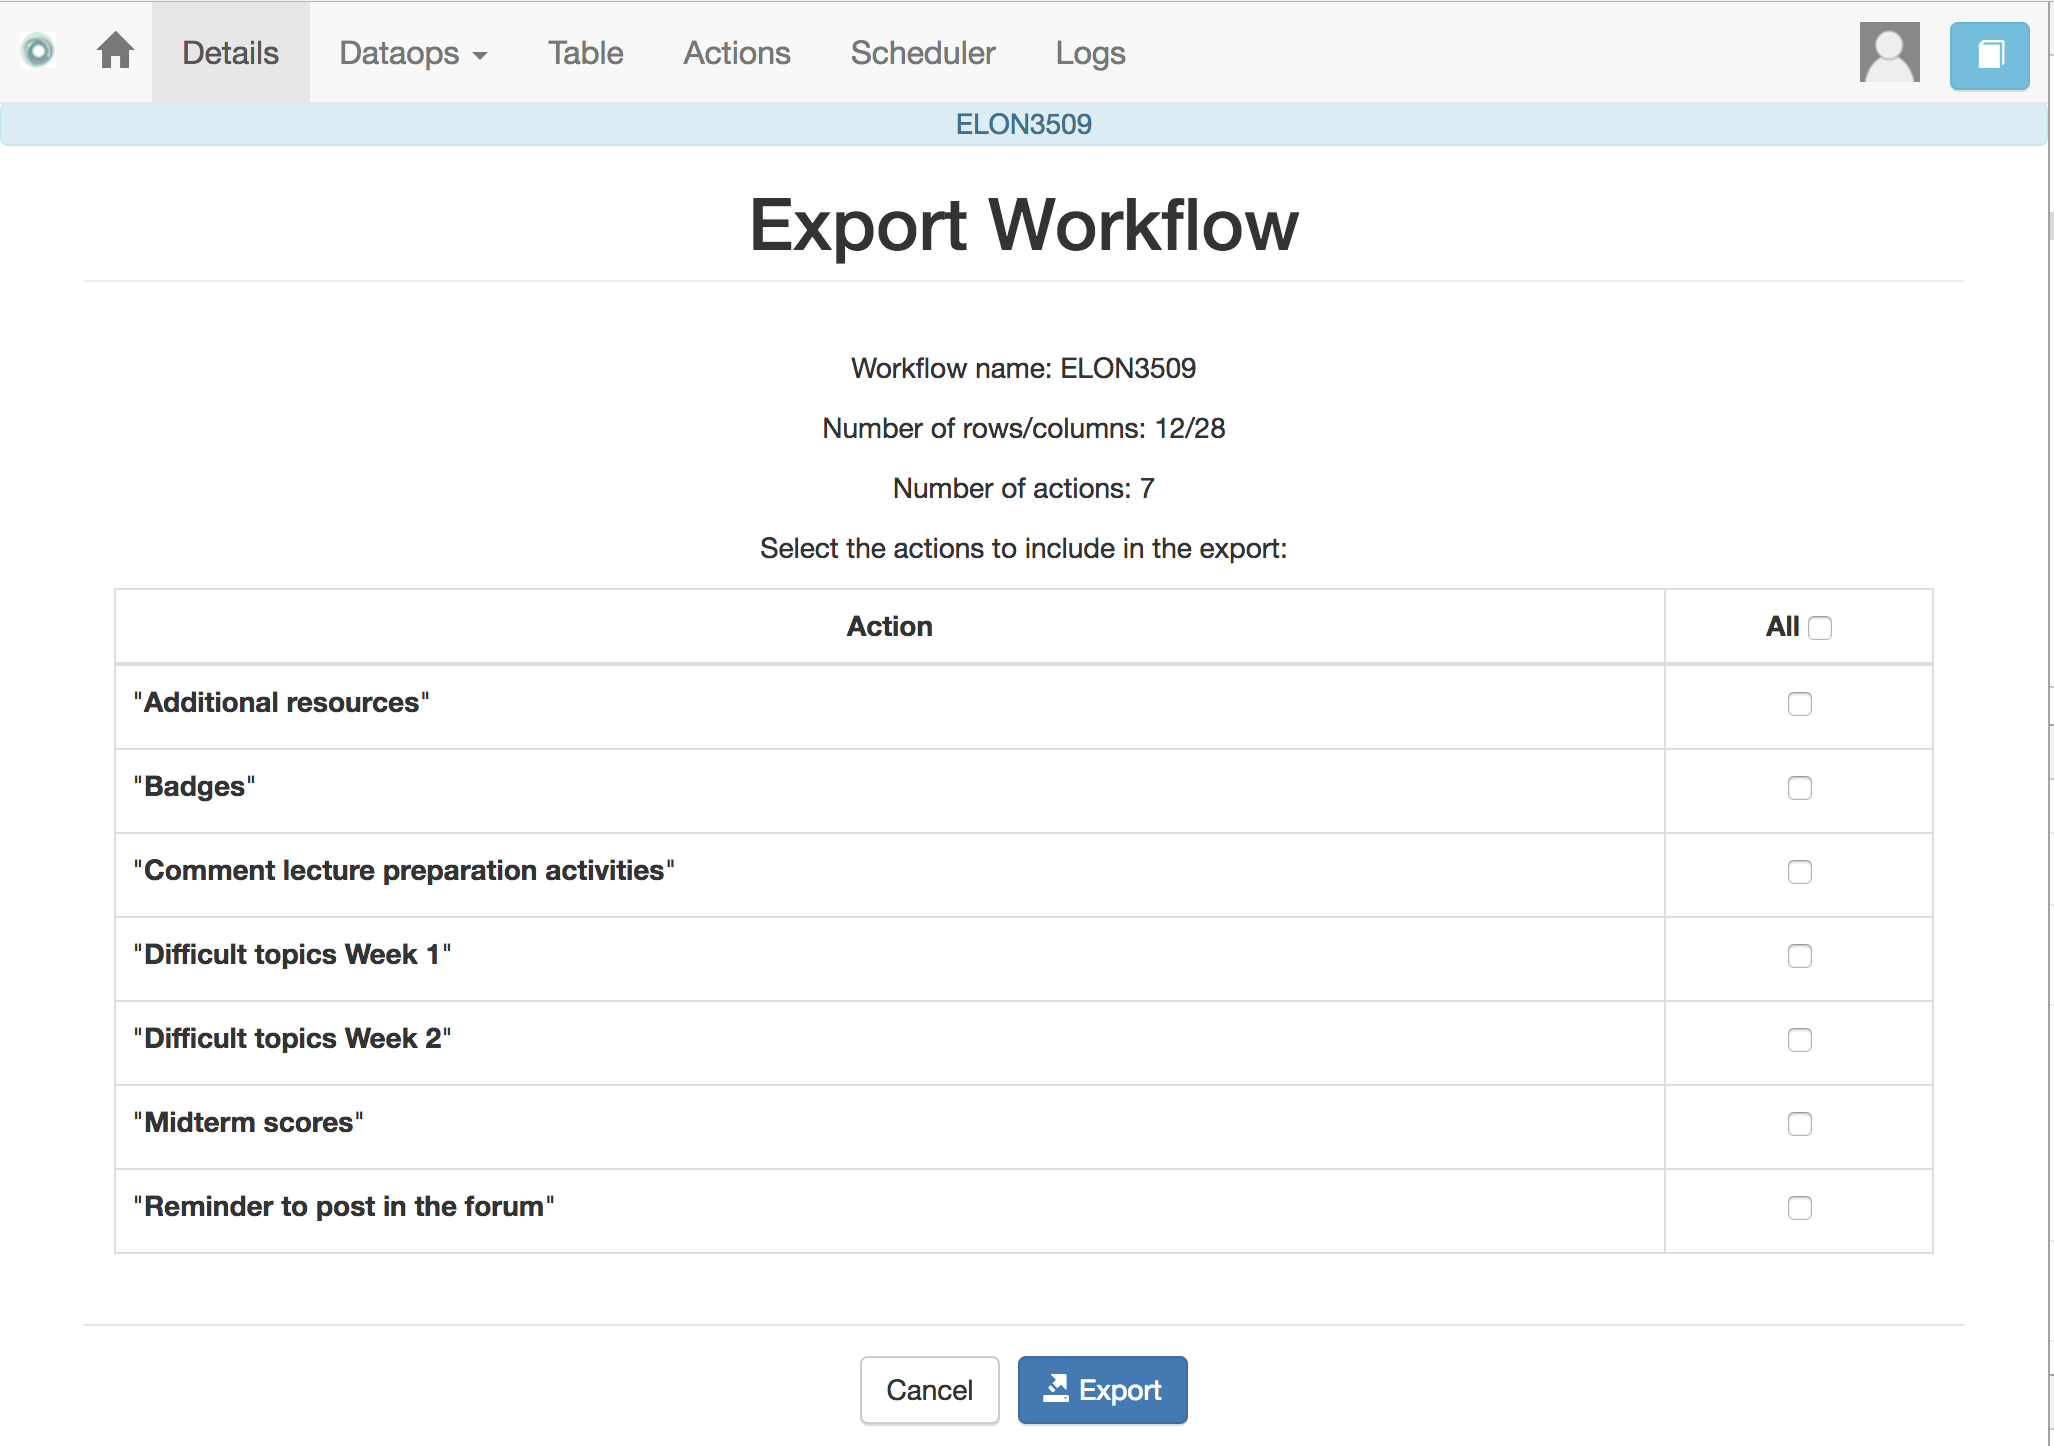 Details Dataops Table Actions Scheduler Logs
ELON3509
Export Workflow
Workflow name: ELON3509
Number of rows/columns: 12/28
Number of actions: 7
Select the actions to include in the export:
Action All
"Additional resources"
"Badges"
"Comment lecture preparation activities"
"Difficult topics Week 1"
"Difficult topics Week 2"
"Midterm scores"
"Reminder to post in the forum"
Cancel Export